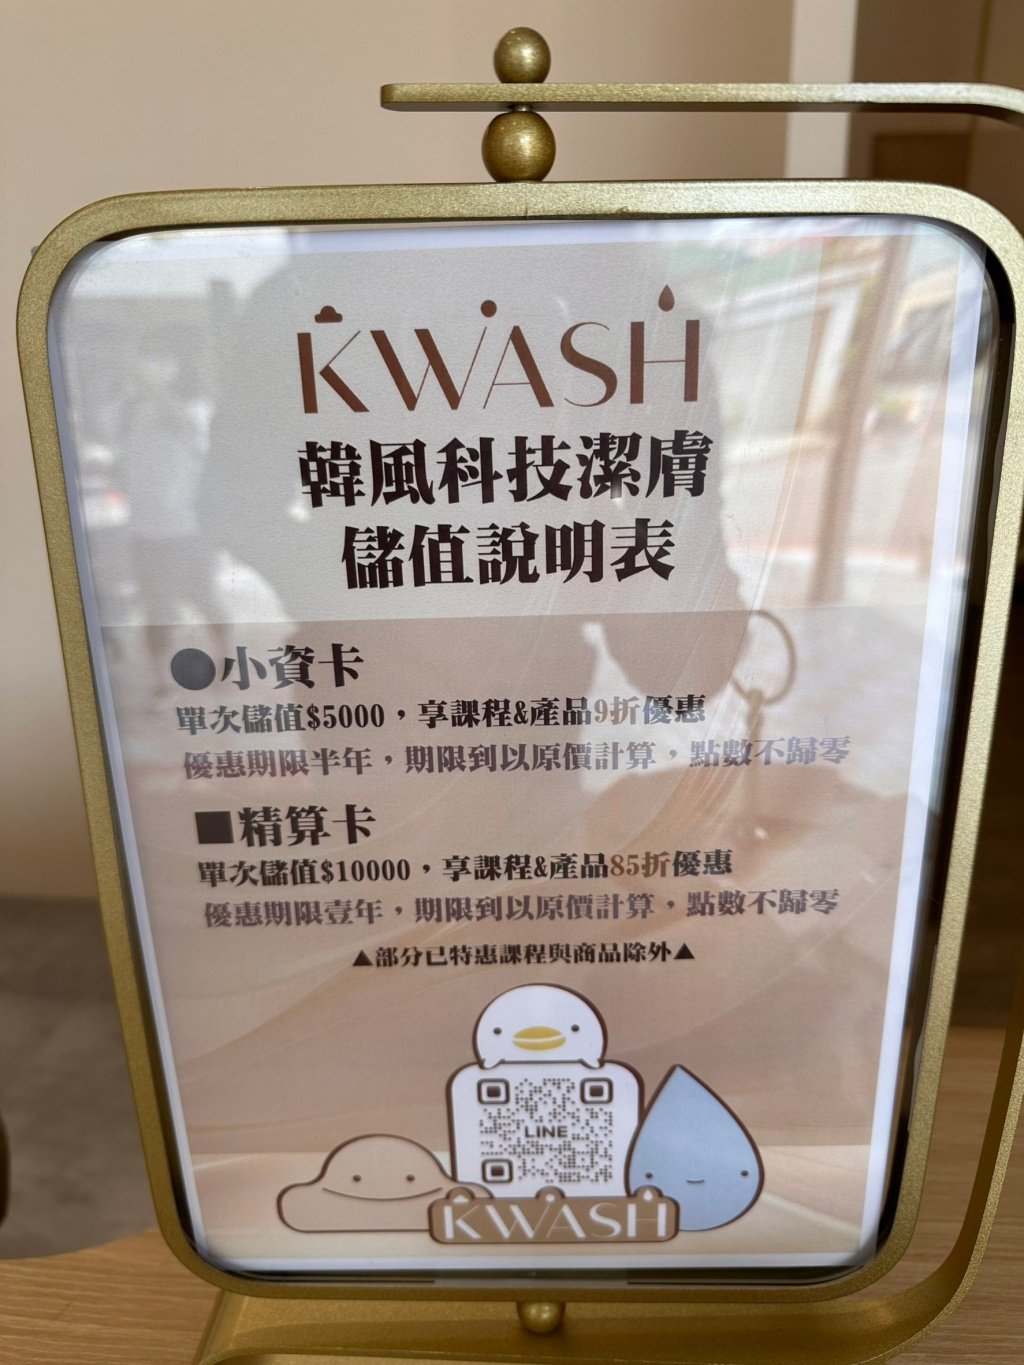 KWASH
韓風科技潔膚
儲值說明表
●小資卡
單次儲值$5000，享課程&產品9折優惠
優惠期限半年，期限到以原價計算，點數不歸零
■精算卡
單次儲值$10000，享課程&產品85折優惠
優惠期限壹年，期限到以原價計算，點數不歸零
▲部分已特惠課程與商品除外▲
LINE
KWASH